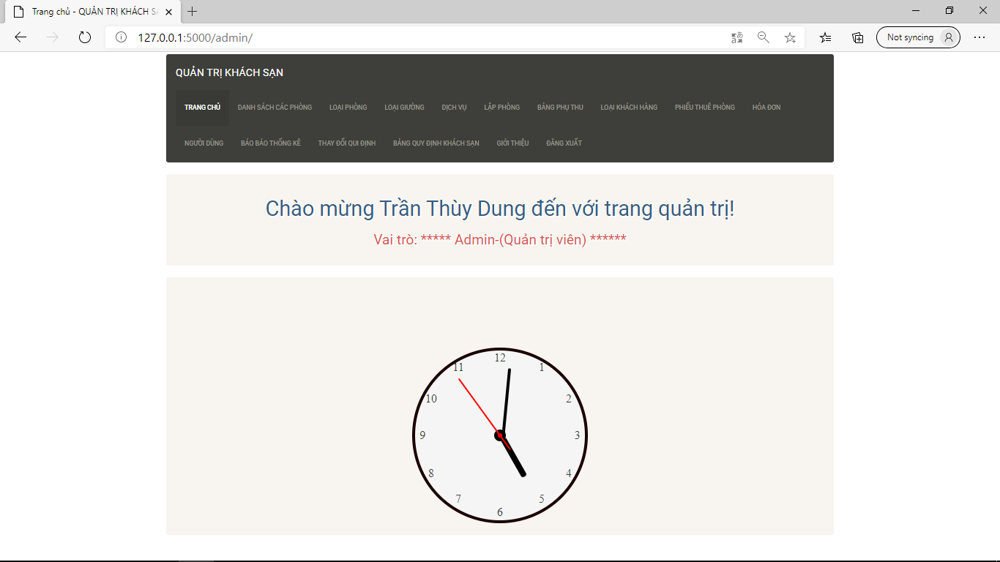 Trang chủ - QUẢN TRỊ KHÁCH SẠ
127.0.0.1:5000/admin/
Not syncing
QUẢN TRỊ KHÁCH SẠN
TRANG CHỦ DANH SÁCH CÁC PHÒNG LOẠI PHÒNG LOẠI GIƯỜNG DỊCH VỤ LẬP PHÒNG BẢNG PHỤ THU LOẠI KHÁCH HÀNG PHIẾU THUÊ PHÒNG HÓA ĐƠN
NGƯỜI DÙNG BÁO BÁO THỐNG KÊ THAY ĐỔI QUI ĐỊNH BẢNG QUY ĐỊNH KHÁCH SẠN GIỚI THIỆU ĐĂNG XUẤT
Chào mừng Trần Thùy Dung đến với trang quản trị!
Vai trò: ***** Admin-(Quản trị viên) ******
12
11 1
10 2
9 3
8 4
7 5
6